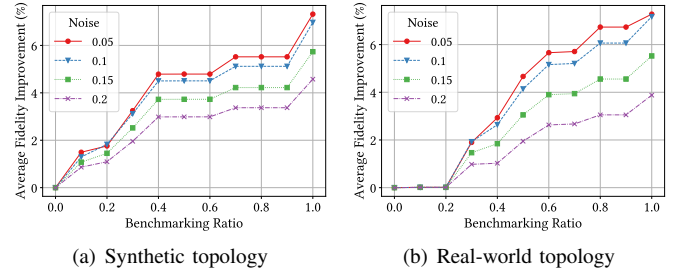 Average Fidelity Improvement (%)
6
4
2
0
Noise
0.05
0.1
0.15
0.2
0.0 0.2 0.4 0.6 0.8 1.0
Benchmarking Ratio
(a) Synthetic topology
Average Fidelity Improvement (%)
6
4
2
0
Noise
0.05
0.1
0.15
0.2
0.0 0.2 0.4 0.6 0.8 1.0
Benchmarking Ratio
(b) Real-world topology